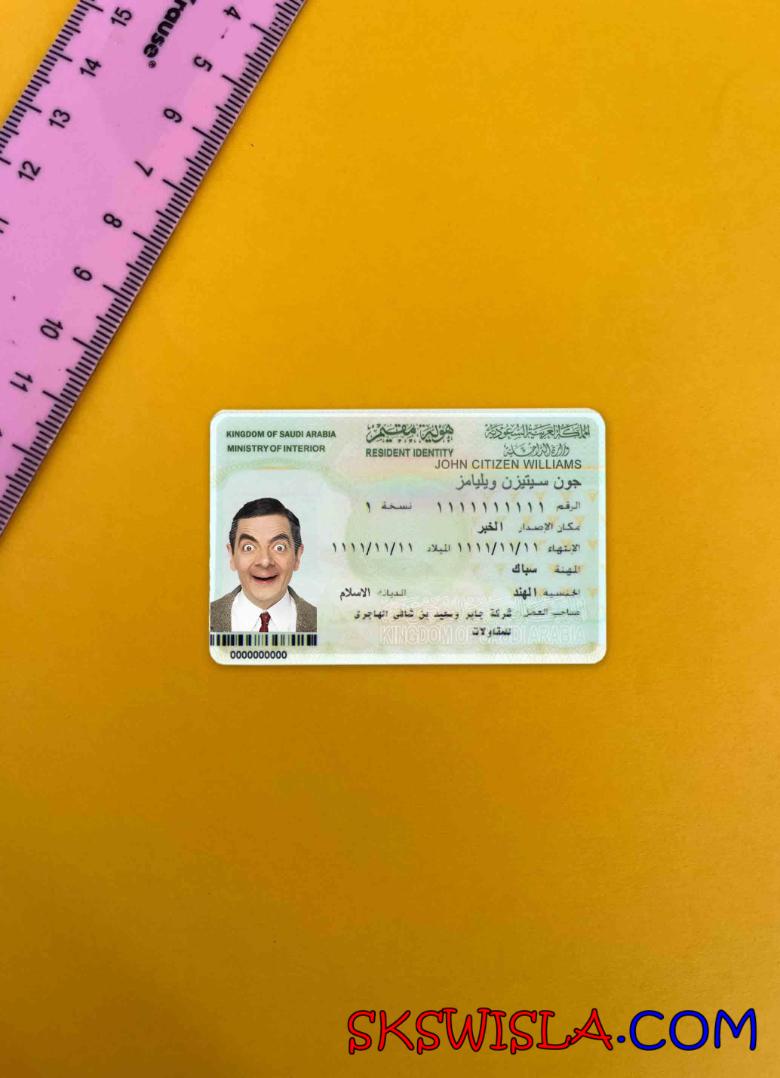 15
14
13
12
11
10
9
8
7
6
5
4
rause®
KINGDOM OF SAUDI ARABIA
MINISTRY OF INTERIOR
هوية مقيم
RESIDENT IDENTITY
المملكة العربية السعودية
وزارة الداخلية
JOHN CITIZEN WILLIAMS
جون سيتيزن ويليامز
الرقم ١١١١١١١١١١ نسخة ١
مكان الإصدار الخبر
الانتهاء ١١١١/١١/١١ الميلاد ١١١١/١١/١١
المهنة سباك
الجنسية الهند الديانة الاسلام
صاحب العمل شركة جابر وسعيد بن شافي الهاجري
للمقاولات
KINGDOM OF SAUDI ARABIA
0000000000
SKSWISLA.COM